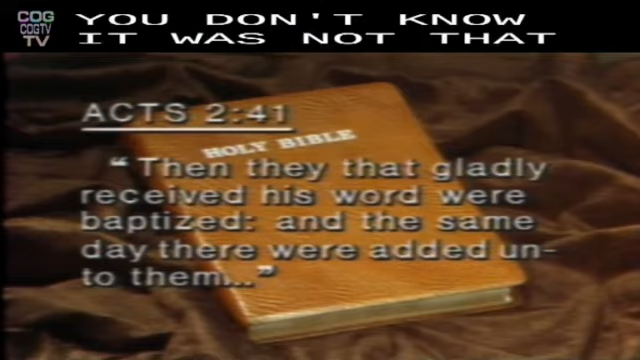 COG
COGTV
TV
YOU DON'T KNOW
IT WAS NOT THAT
ACTS 2:41
HOLY BIBLE
“Then they that gladly
received his word were
baptized: and the same
day there were added un-
to them...”